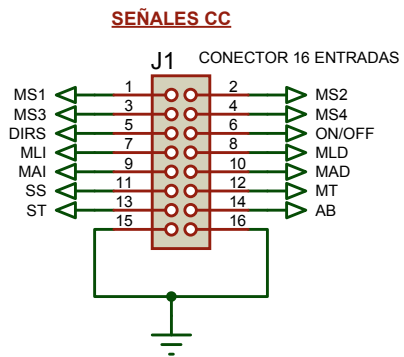 SEÑALES CC
J1 CONECTOR 16 ENTRADAS
MS1 1 2 MS2
MS3 3 4 MS4
DIRS 5 6 ON/OFF
MLI 7 8 MLD
MAI 9 10 MAD
SS 11 12 MT
ST 13 14 AB
15 16